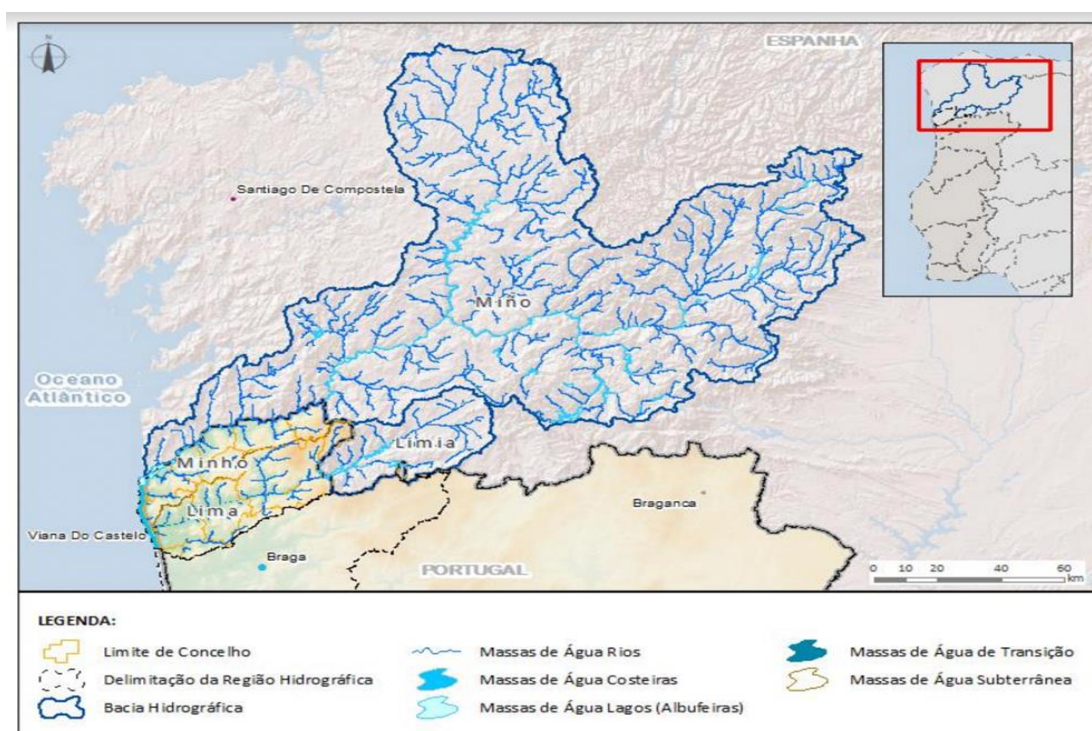 N
ESPANHA
Santiago De Compostela
Miño
Oceano
Atlântico
Limia
Minho
Lima
Braganca
Viana Do Castelo
Braga
PORTUGAL
0 10 20 40 60
km
LEGENDA:
Limite de Concelho
Delimitação da Região Hidrográfica
Bacia Hidrográfica
Massas de Água Rios
Massas de Água Costeiras
Massas de Água Lagos (Albufeiras)
Massas de Água de Transição
Massas de Água Subterrânea